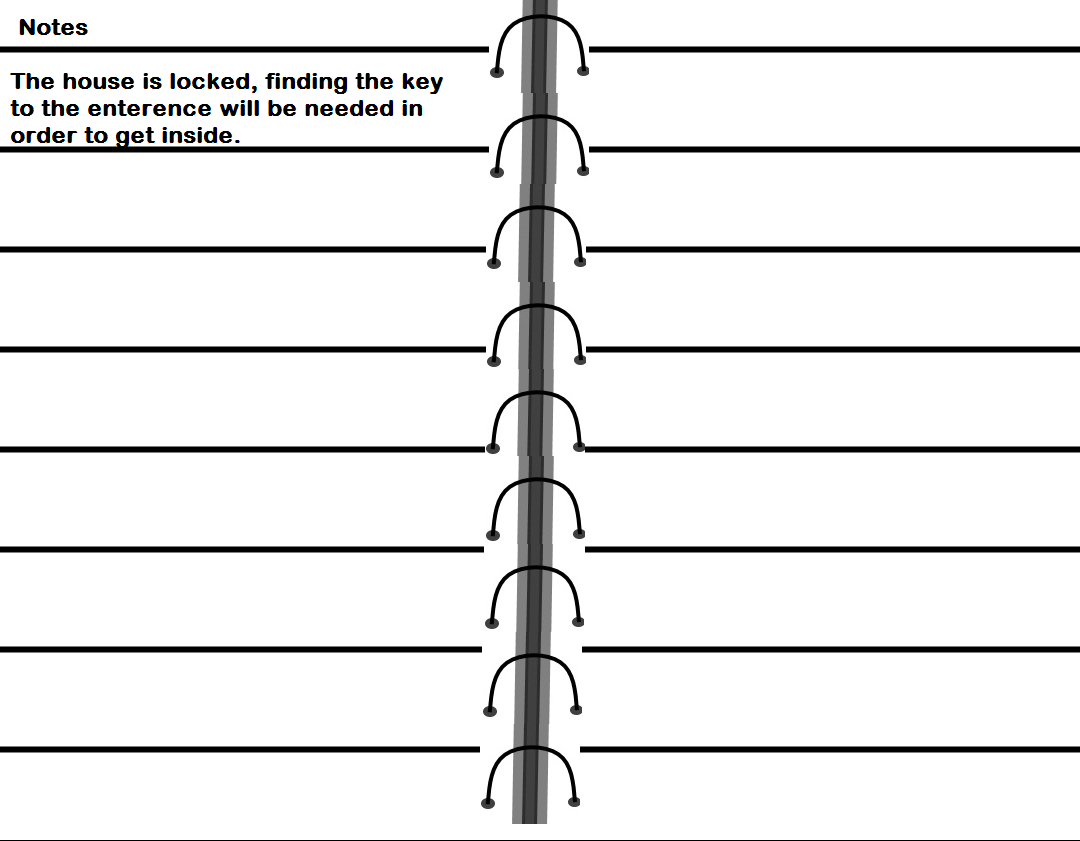 Notes
The house is locked, finding the key
to the enterence will be needed in
order to get inside.